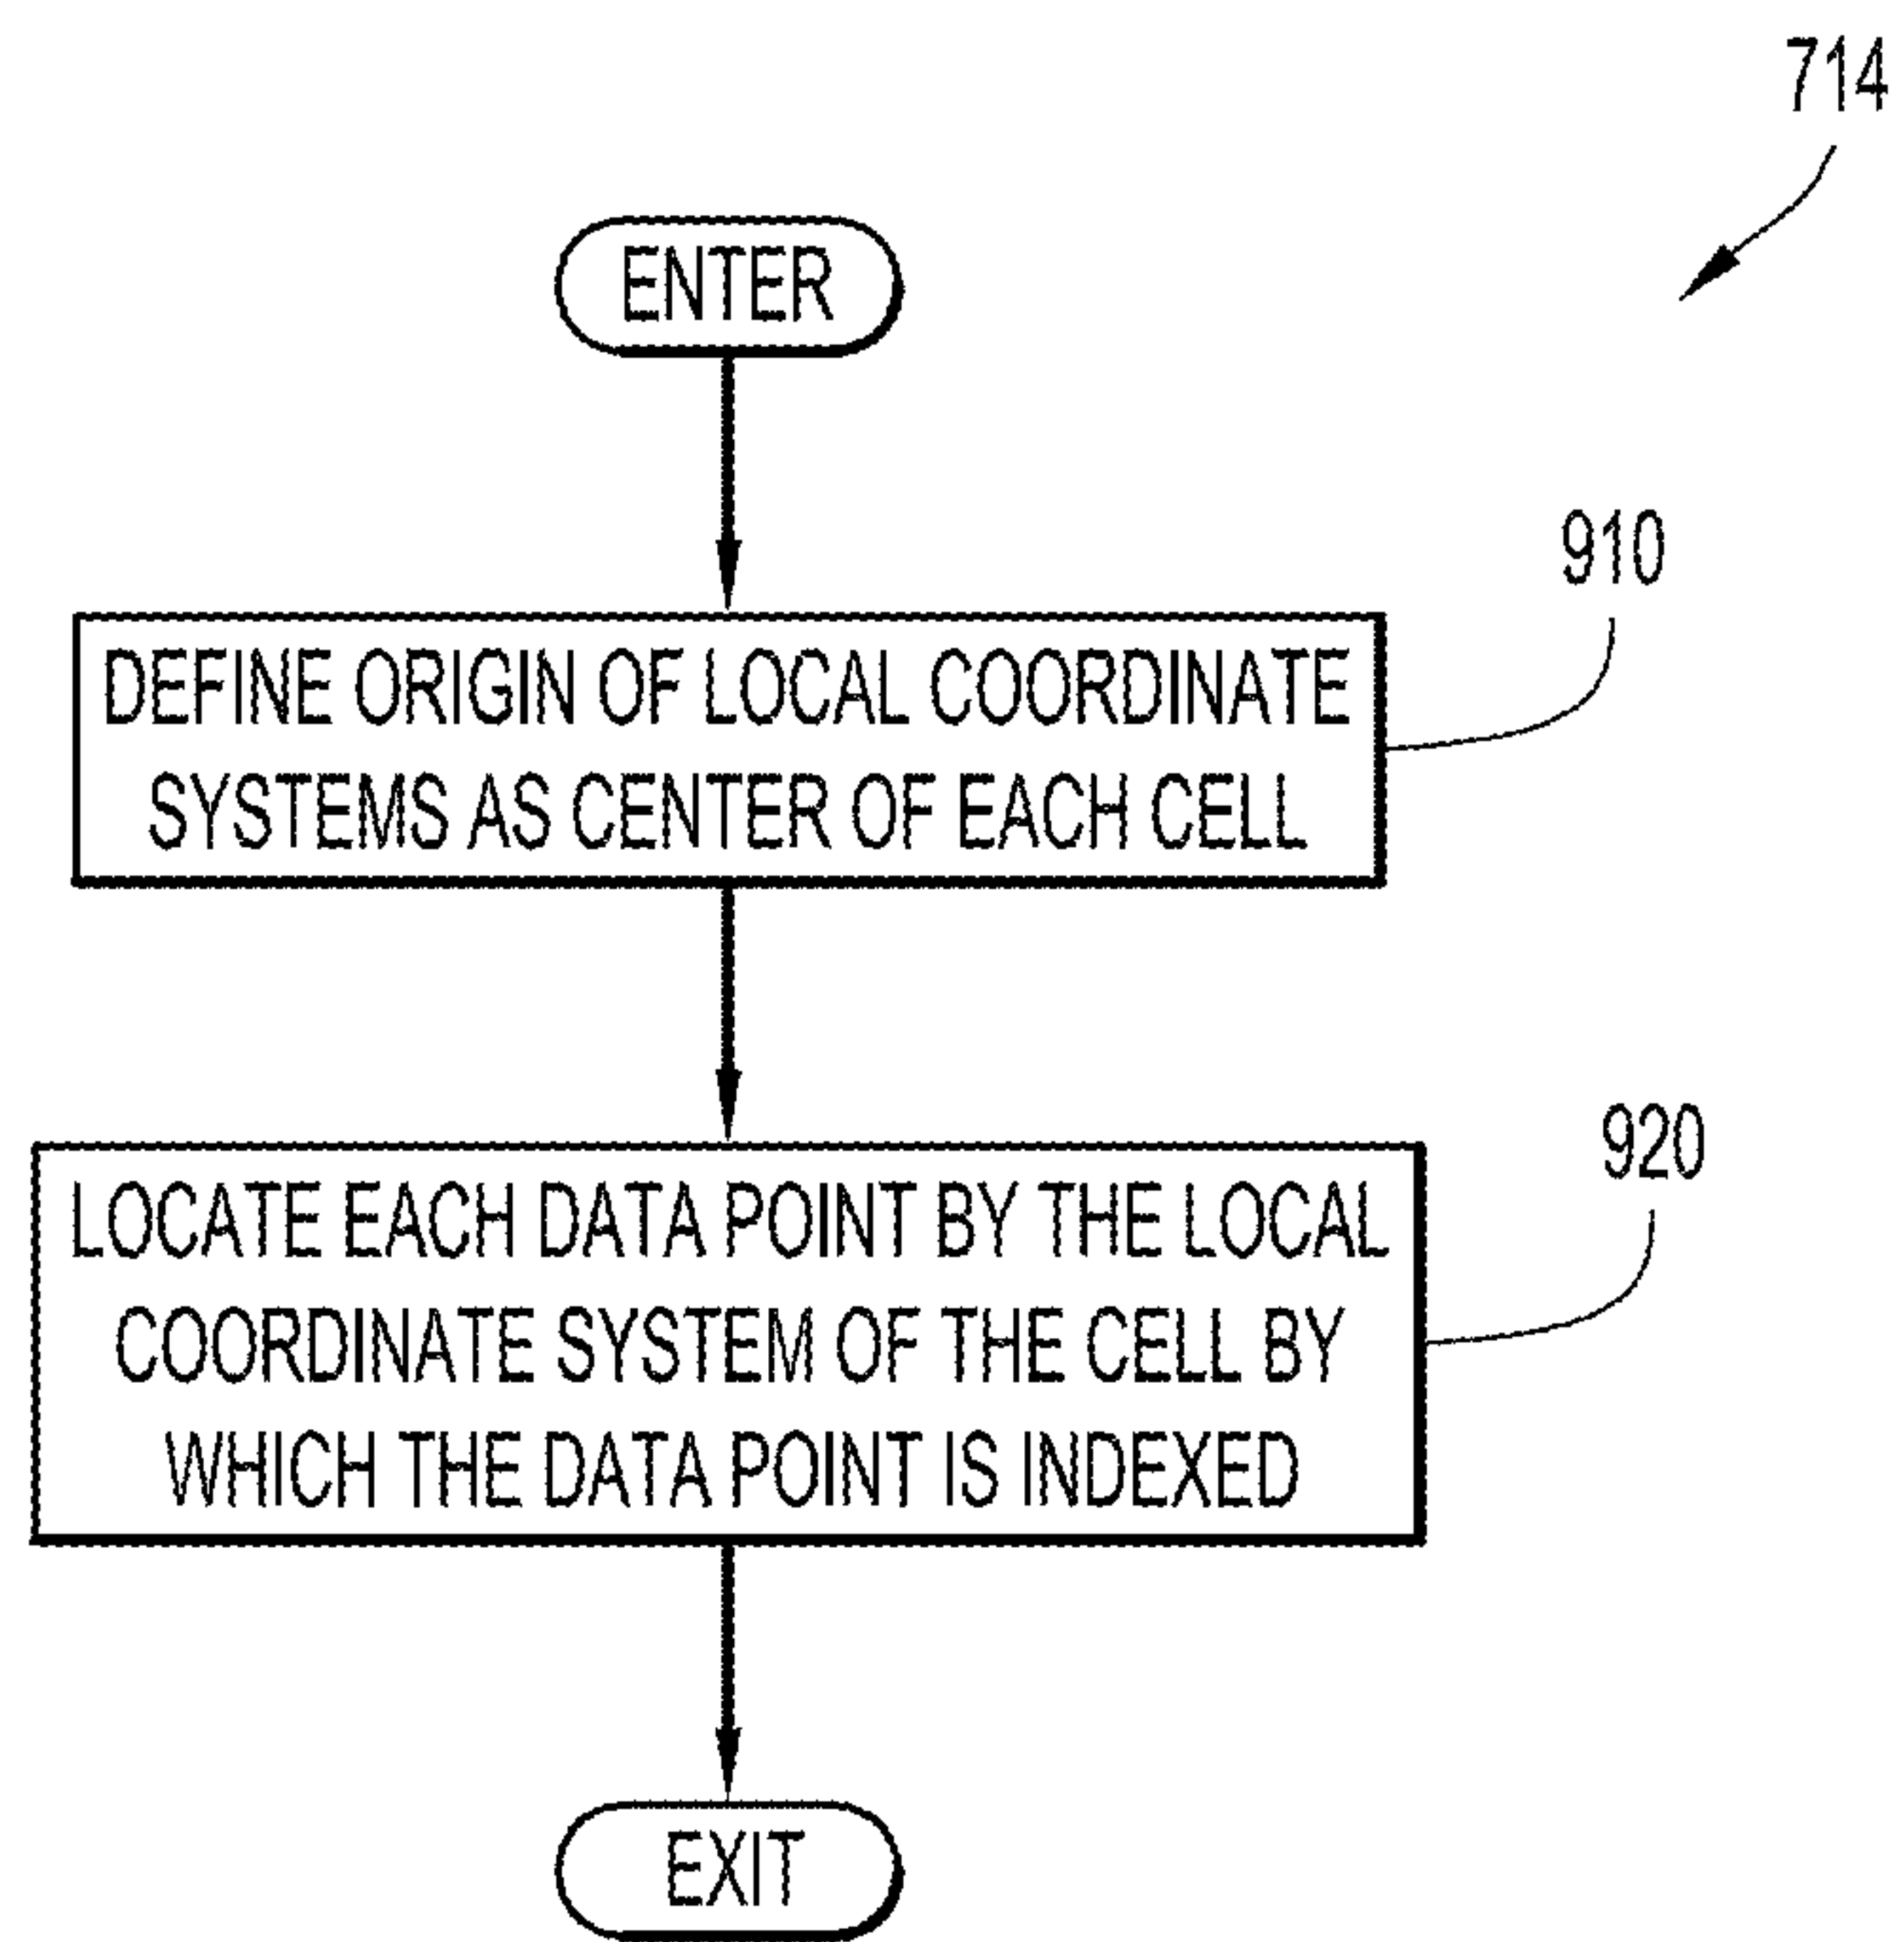 714
ENTER
910
DEFINE ORIGIN OF LOCAL COORDINATE
SYSTEMS AS CENTER OF EACH CELL
920
LOCATE EACH DATA POINT BY THE LOCAL
COORDINATE SYSTEM OF THE CELL BY
WHICH THE DATA POINT IS INDEXED
EXIT